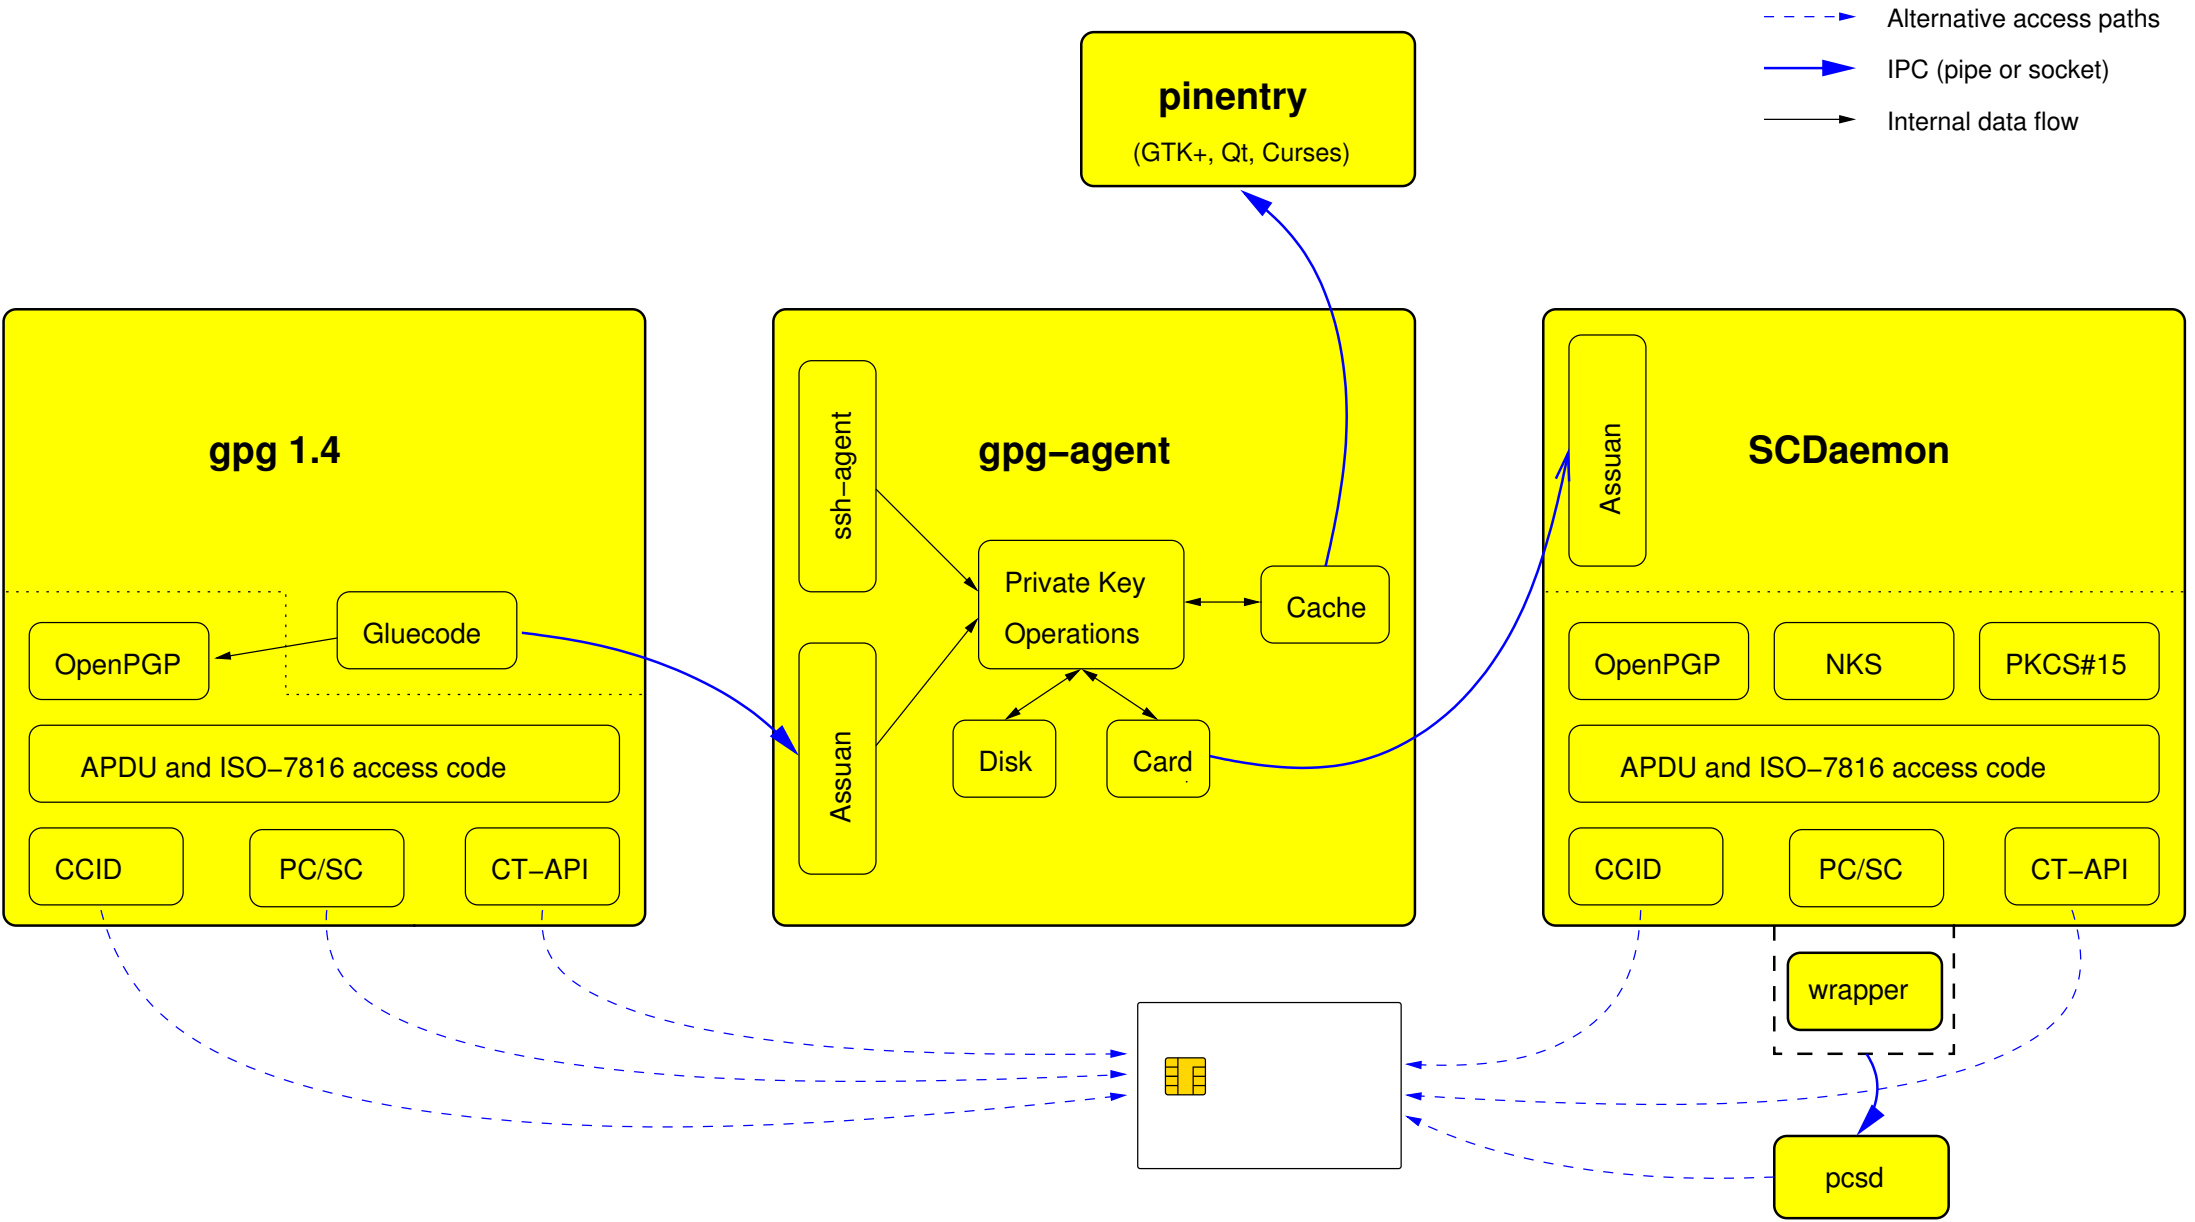 Alternative access paths
IPC (pipe or socket)
Internal data flow
pinentry
(GTK+, Qt, Curses)
gpg 1.4
Gluecode
OpenPGP
APDU and ISO−7816 access code
CCID
PC/SC
CT−API
gpg−agent
ssh−agent
Assuan
Private Key
Operations
Cache
Disk
Card
SCDaemon
Assuan
OpenPGP
NKS
PKCS#15
APDU and ISO−7816 access code
CCID
PC/SC
CT−API
wrapper
pcsd